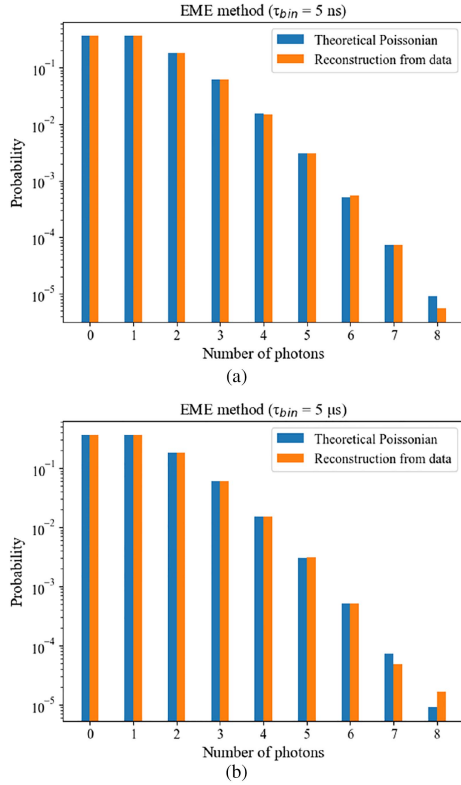 EME method (τbin = 5 ns)
Theoretical Poissonian
Reconstruction from data
10⁻¹
10⁻²
10⁻³
10⁻⁴
10⁻⁵
Probability
0 1 2 3 4 5 6 7 8
Number of photons
(a)
EME method (τbin = 5 μs)
Theoretical Poissonian
Reconstruction from data
10⁻¹
10⁻²
10⁻³
10⁻⁴
10⁻⁵
Probability
0 1 2 3 4 5 6 7 8
Number of photons
(b)